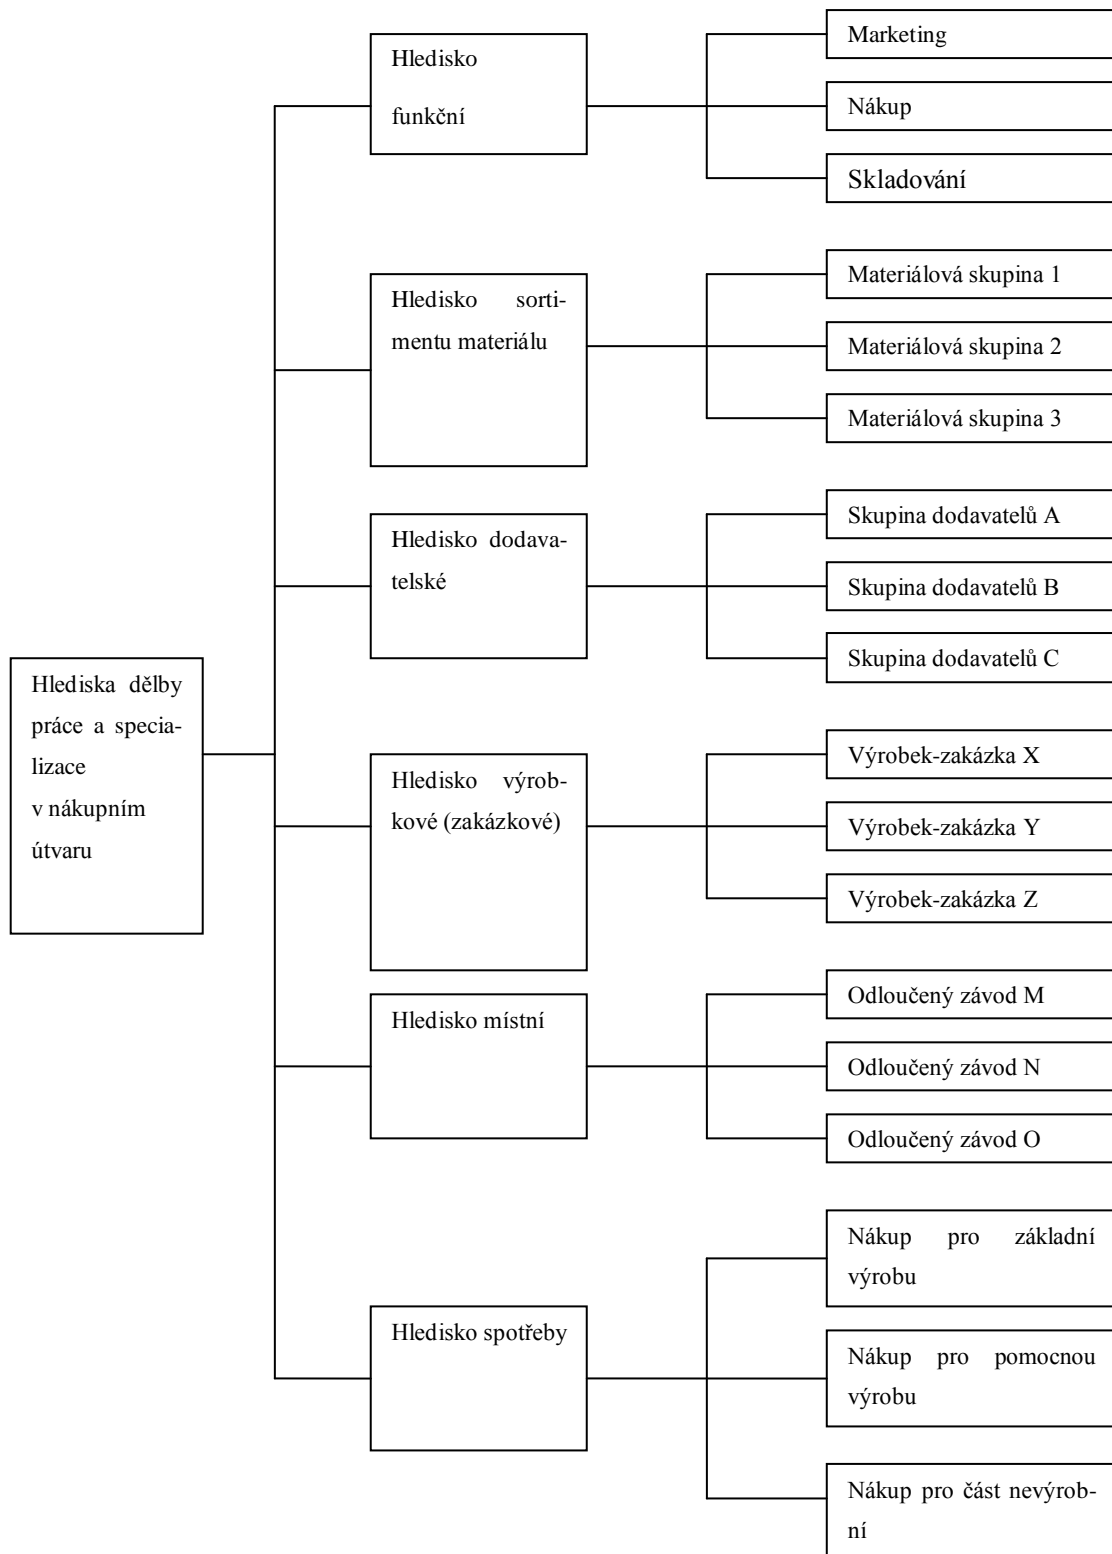 Hlediska dělby
práce a specia-
lizace
v nákupním
útvaru
Hledisko
funkční
Marketing
Nákup
Skladování
Hledisko sorti-
mentu materiálu
Materiálová skupina 1
Materiálová skupina 2
Materiálová skupina 3
Hledisko dodava-
telské
Skupina dodavatelů A
Skupina dodavatelů B
Skupina dodavatelů C
Hledisko výrob-
kové (zakázkové)
Výrobek-zakázka X
Výrobek-zakázka Y
Výrobek-zakázka Z
Hledisko místní
Odloučený závod M
Odloučený závod N
Odloučený závod O
Hledisko spotřeby
Nákup pro základní
výrobu
Nákup pro pomocnou
výrobu
Nákup pro část nevýrob-
ní